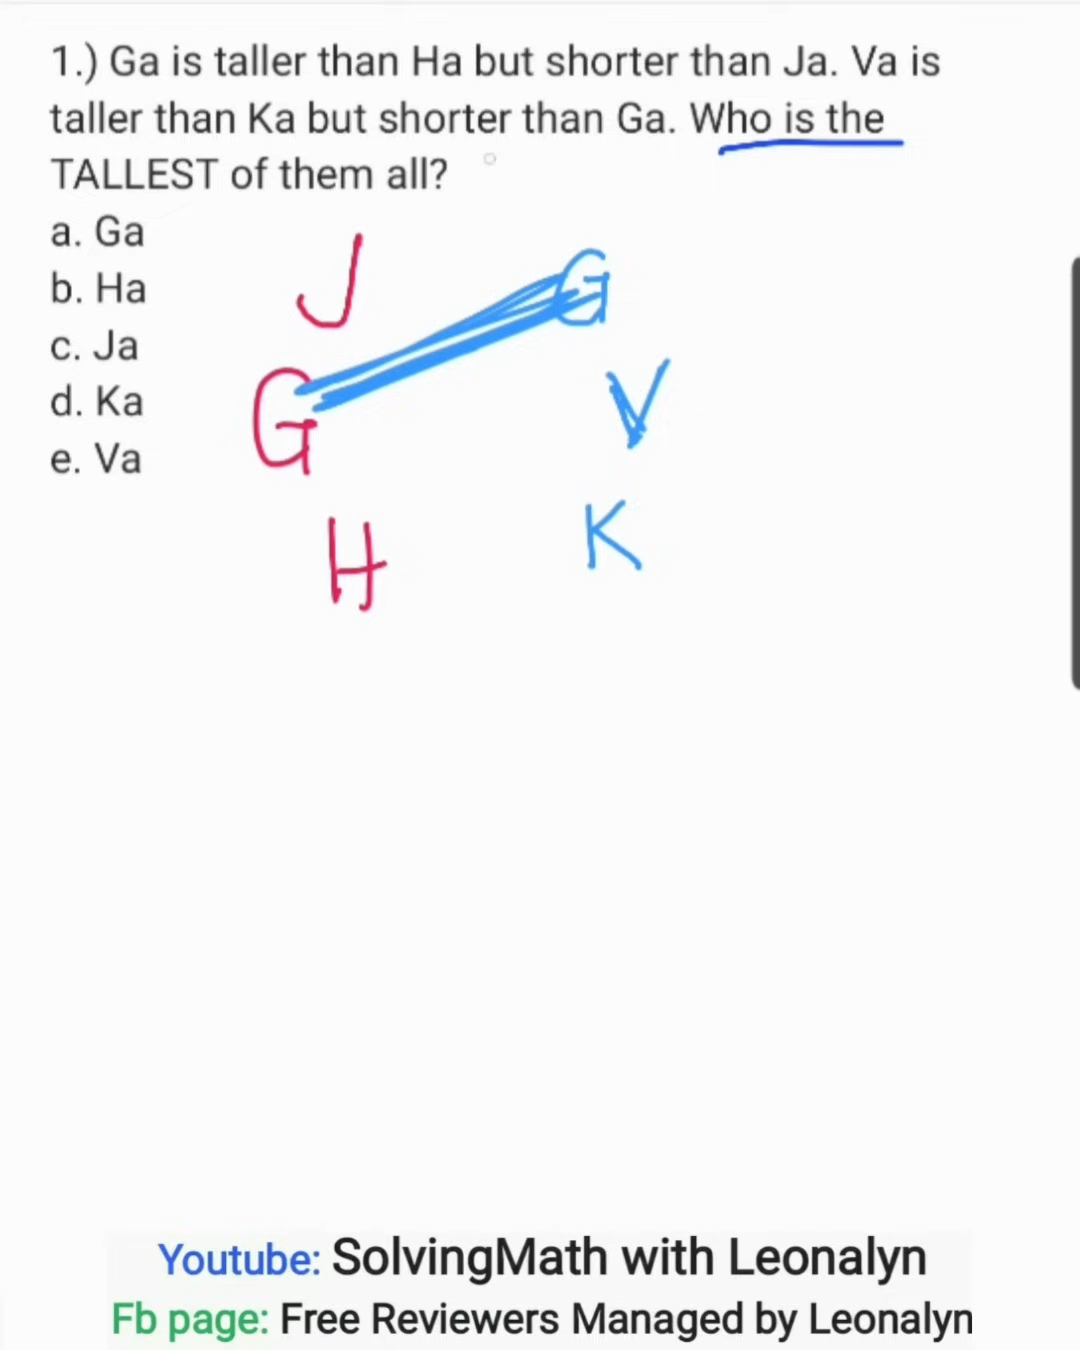 1.) Ga is taller than Ha but shorter than Ja. Va is
taller than Ka but shorter than Ga. Who is the
TALLEST of them all?
a. Ga
b. Ha
c. Ja
d. Ka
e. Va
J
G
H
G
V
K
Youtube: SolvingMath with Leonalyn
Fb page: Free Reviewers Managed by Leonalyn